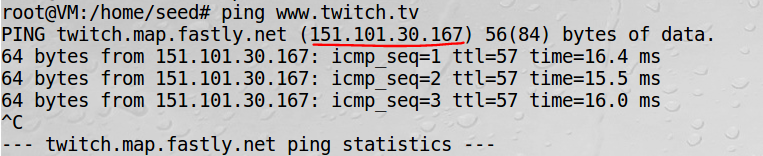 root@VM:/home/seed# ping www.twitch.tv
PING twitch.map.fastly.net (151.101.30.167) 56(84) bytes of data.
64 bytes from 151.101.30.167: icmp_seq=1 ttl=57 time=16.4 ms
64 bytes from 151.101.30.167: icmp_seq=2 ttl=57 time=15.5 ms
64 bytes from 151.101.30.167: icmp_seq=3 ttl=57 time=16.0 ms
^C
--- twitch.map.fastly.net ping statistics ---